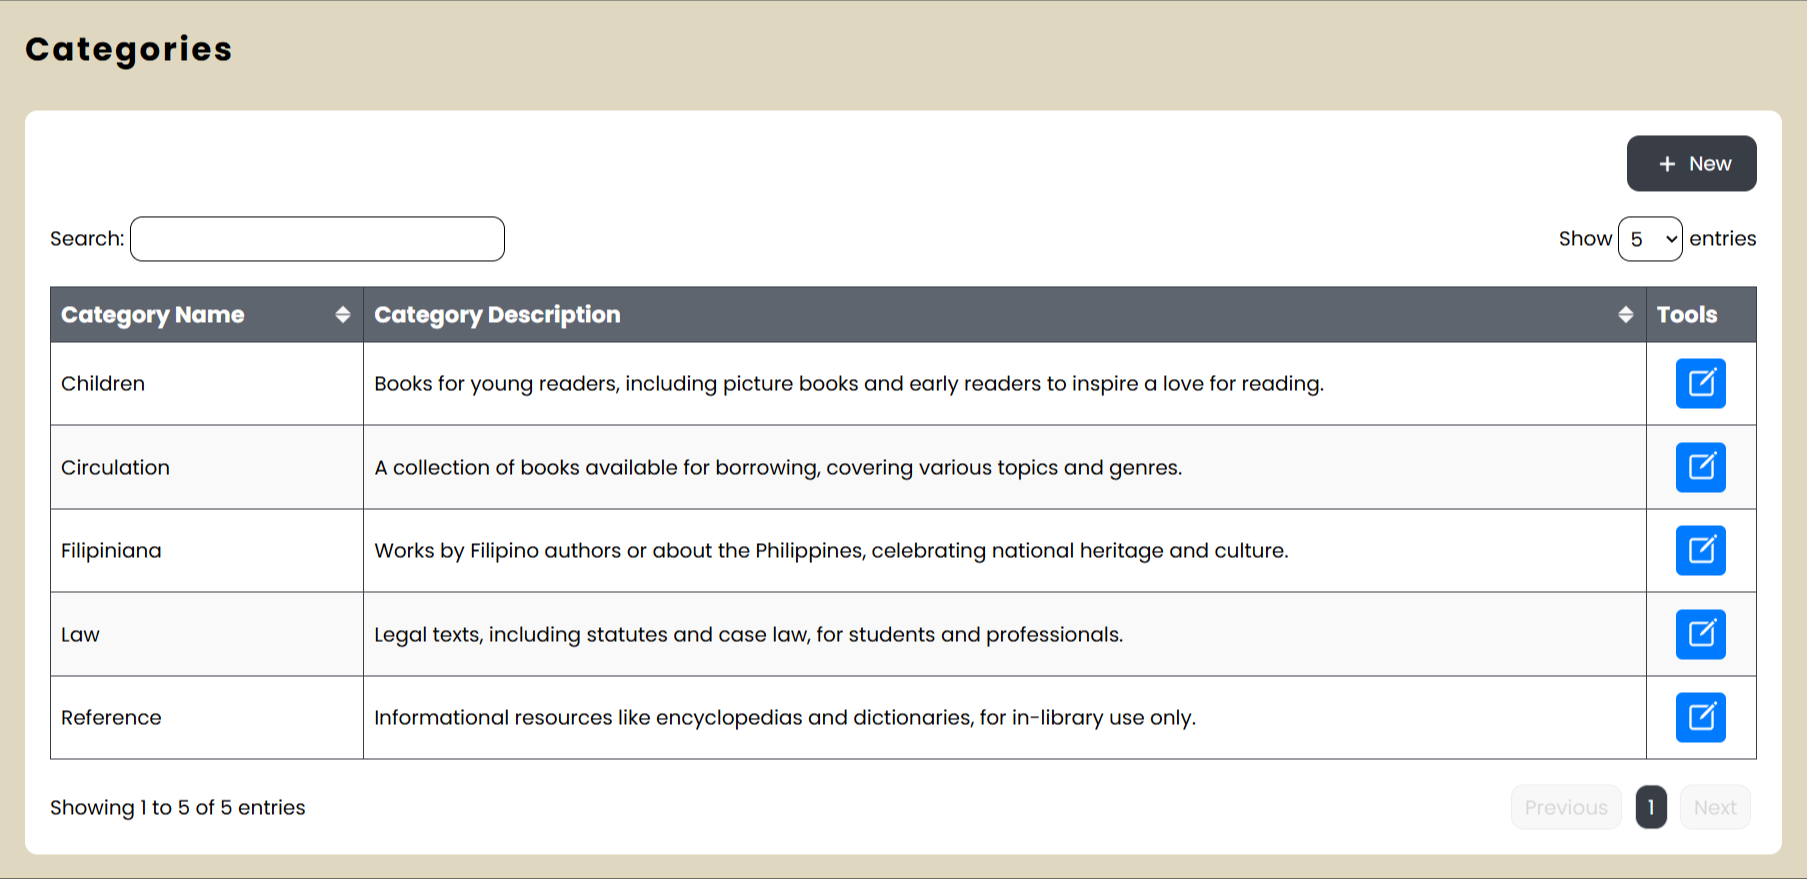 Categories
+ New
Search:
Show 5 entries
Category Name Category Description Tools
Children Books for young readers, including picture books and early readers to inspire a love for reading.
Circulation A collection of books available for borrowing, covering various topics and genres.
Filipiniana Works by Filipino authors or about the Philippines, celebrating national heritage and culture.
Law Legal texts, including statutes and case law, for students and professionals.
Reference Informational resources like encyclopedias and dictionaries, for in-library use only.
Showing 1 to 5 of 5 entries
Previous 1 Next